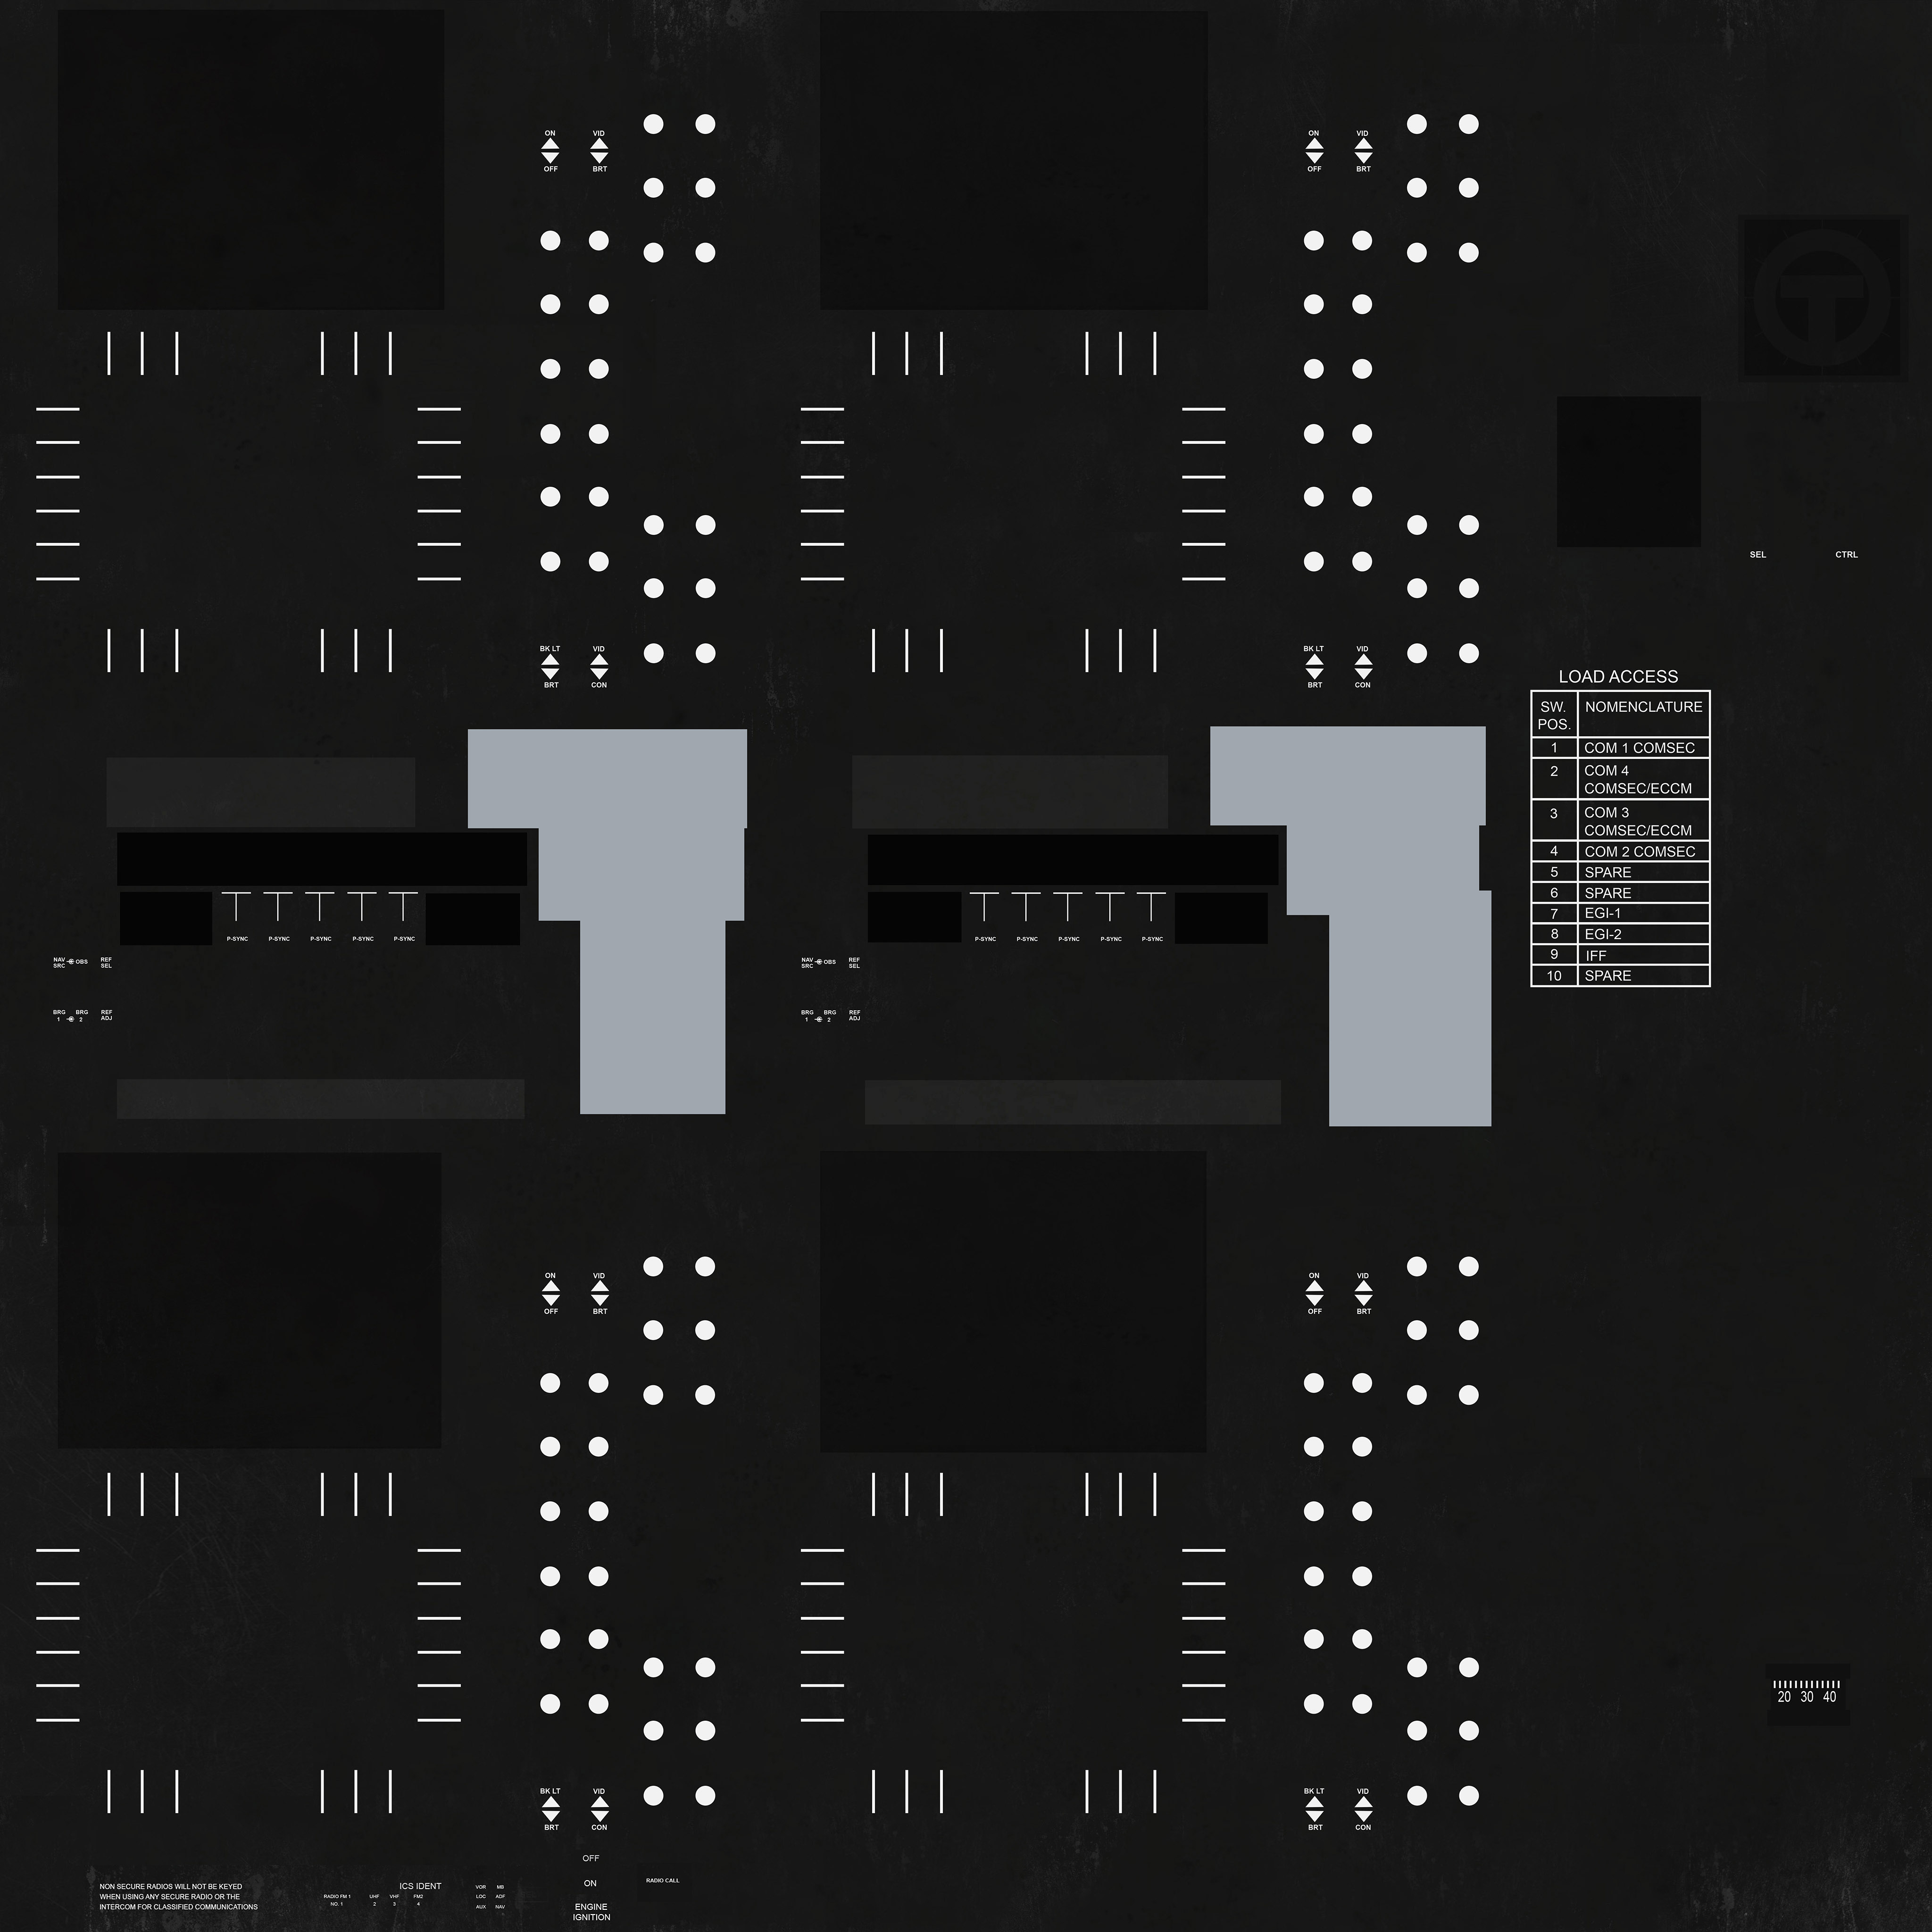 ON VID
OFF BRT
ON VID
OFF BRT
SEL CTRL
BK LT VID
BRT CON
BK LT VID
BRT CON
LOAD ACCESS
SW. POS. NOMENCLATURE
1 COM 1 COMSEC
2 COM 4
COMSEC/ECCM
3 COM 3
COMSEC/ECCM
4 COM 2 COMSEC
5 SPARE
6 SPARE
7 EGI-1
8 EGI-2
9 IFF
10 SPARE
P-SYNC P-SYNC P-SYNC P-SYNC P-SYNC
P-SYNC P-SYNC P-SYNC P-SYNC P-SYNC
NAV OBS REF
SRC SEL
NAV OBS REF
SRC SEL
BRG BRG REF
1 2 ADJ
BRG BRG REF
1 2 ADJ
ON VID
OFF BRT
ON VID
OFF BRT
20 30 40
BK LT VID
BRT CON
BK LT VID
BRT CON
NON SECURE RADIOS WILL NOT BE KEYED
WHEN USING ANY SECURE RADIO OR THE
INTERCOM FOR CLASSIFIED COMMUNICATIONS
ICS IDENT
RADIO FM 1 UHF VHF FM2
NO. 1 2 3 4
VOR MB
LOC ADF
AUX NAV
OFF
ON
ENGINE
IGNITION
RADIO CALL